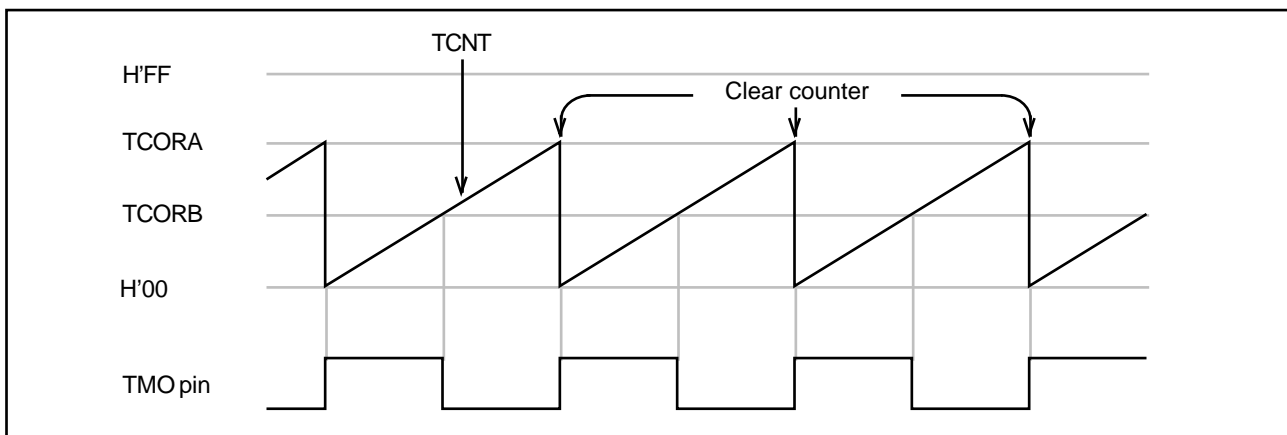 TCNT
H'FF
Clear counter
TCORA
TCORB
H'00
TMO pin